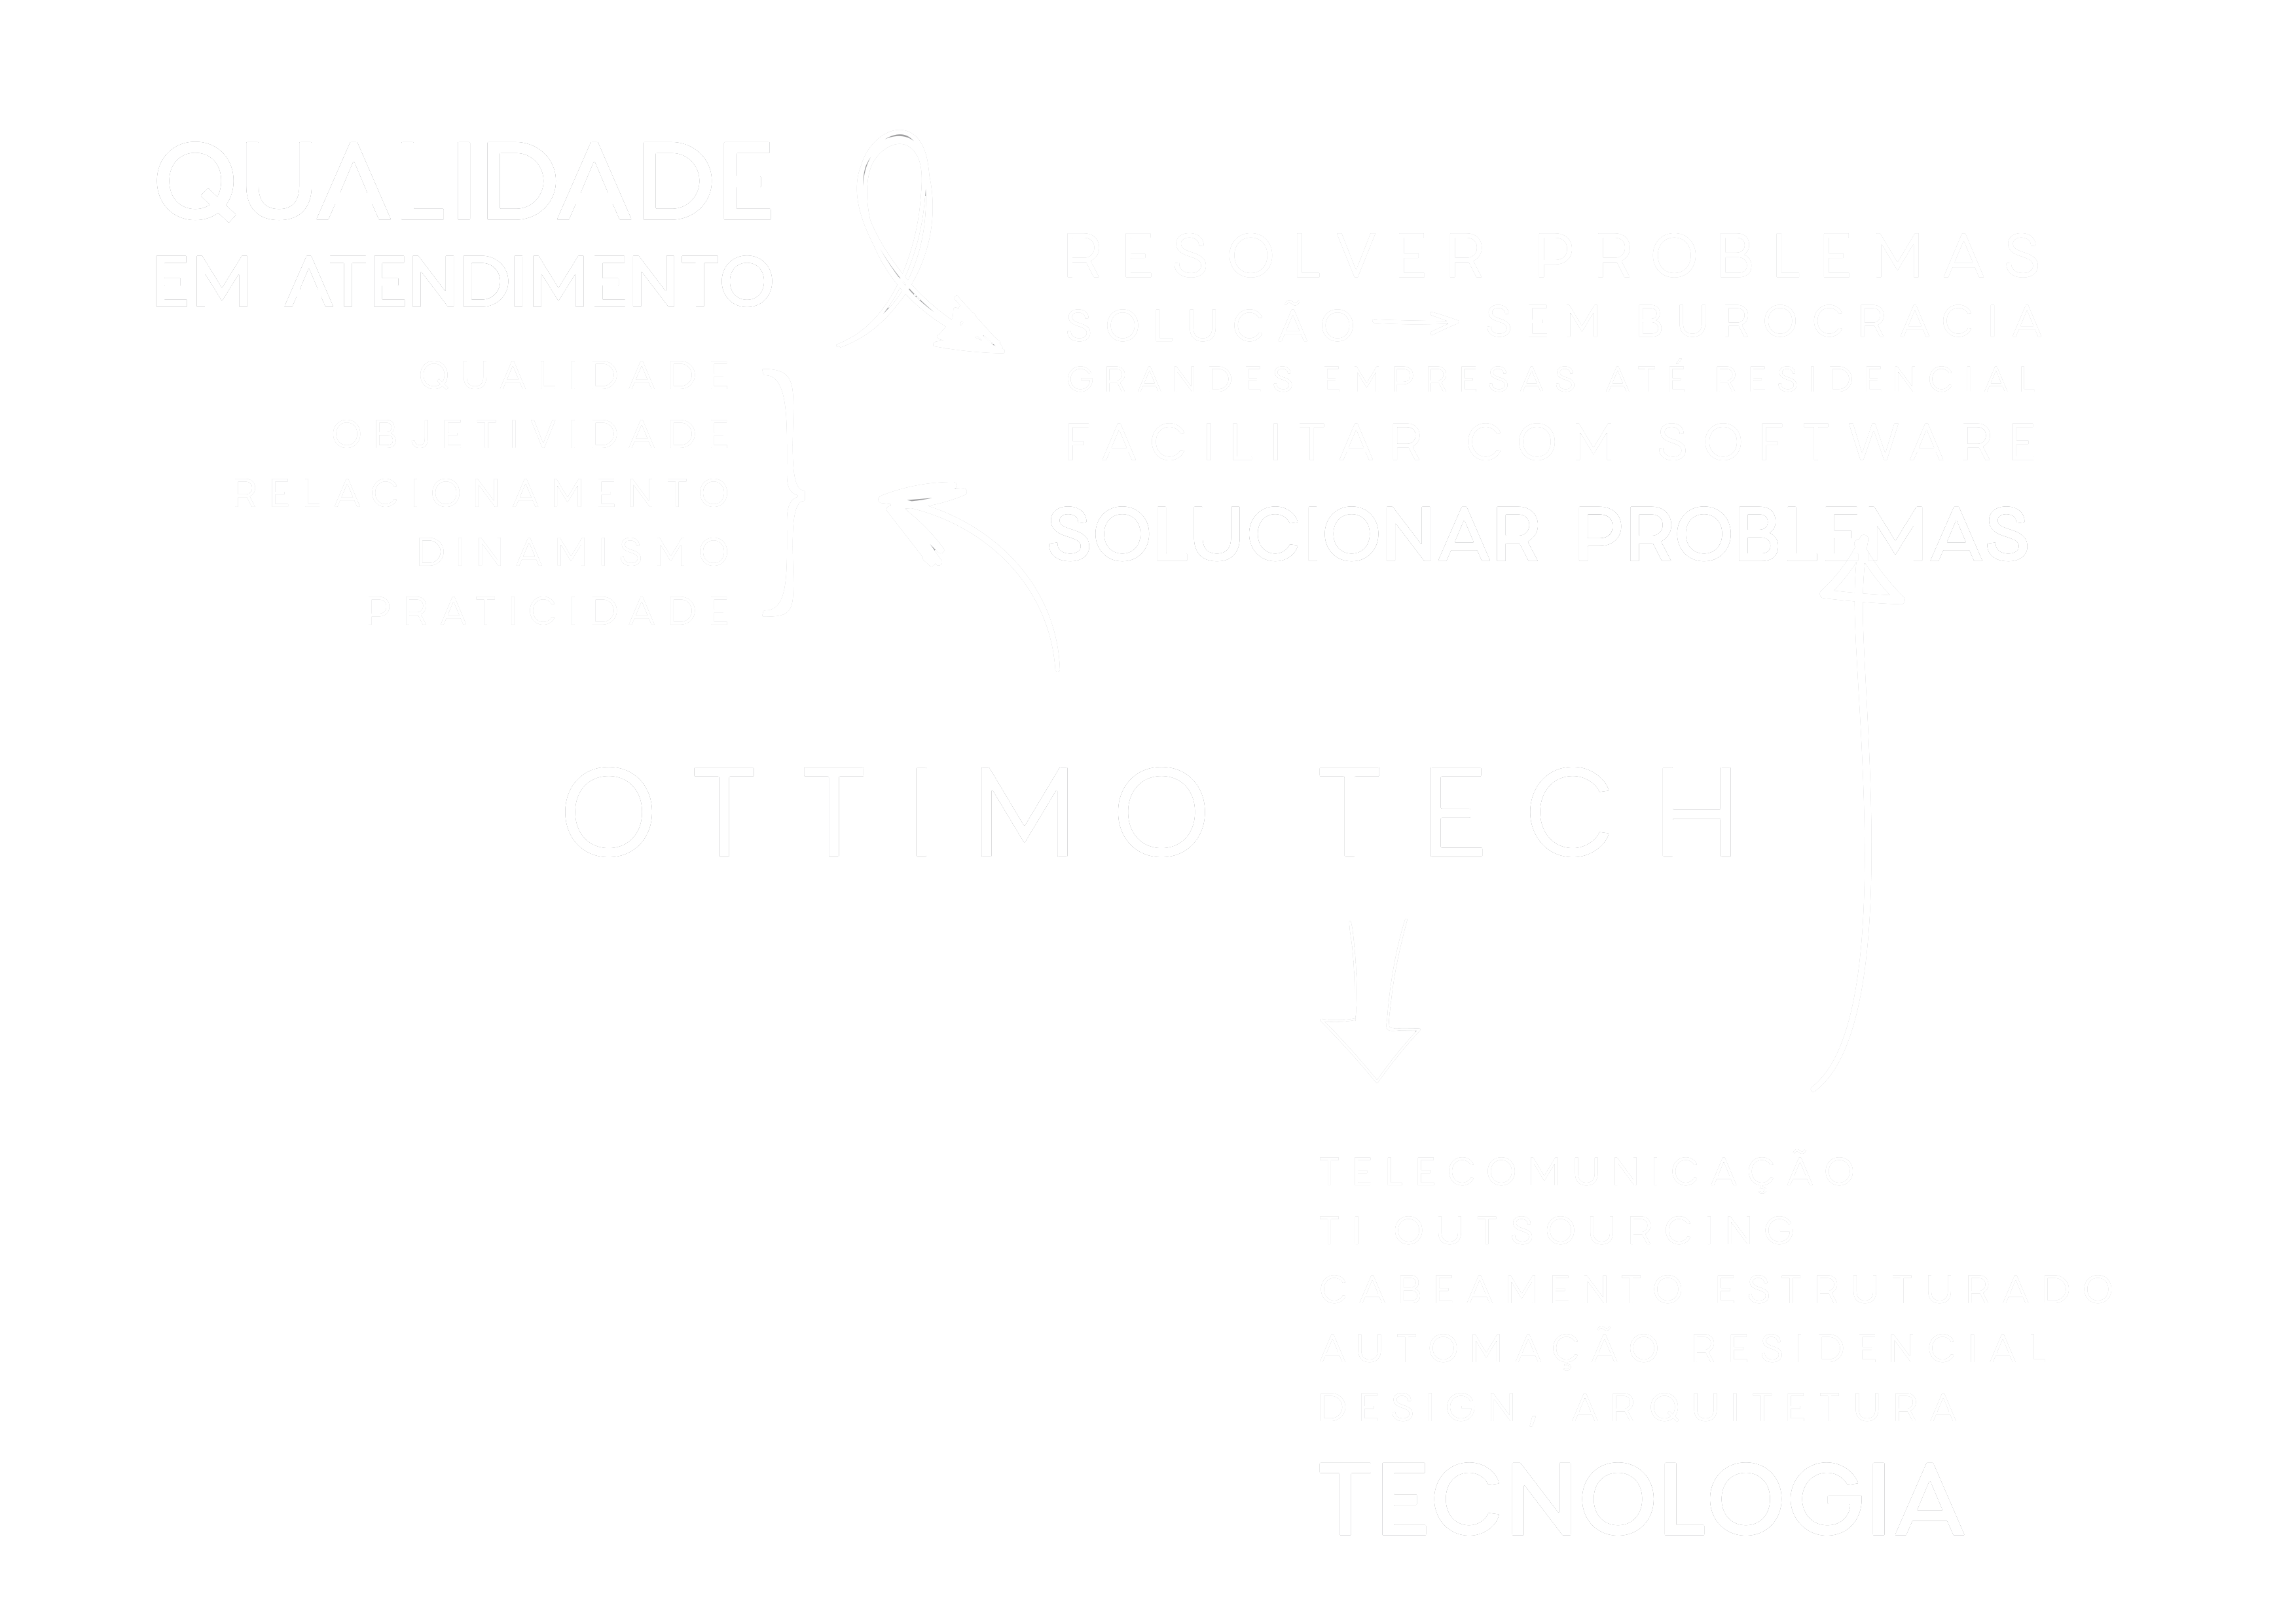 QUALIDADE
EM ATENDIMENTO
QUALIDADE
OBJETIVIDADE
RELACIONAMENTO
DINAMISMO
PRATICIDADE
RESOLVER PROBLEMAS
SOLUCÃO SEM BUROCRACIA
GRANDES EMPRESAS ATÉ RESIDENCIAL
FACILITAR COM SOFTWARE
SOLUCIONAR PROBLEMAS
OTTIMO TECH
TELECOMUNICAÇÃO
TI OUTSOURCING
CABEAMENTO ESTRUTURADO
AUTOMAÇÃO RESIDENCIAL
DESIGN, ARQUITETURA
TECNOLOGIA